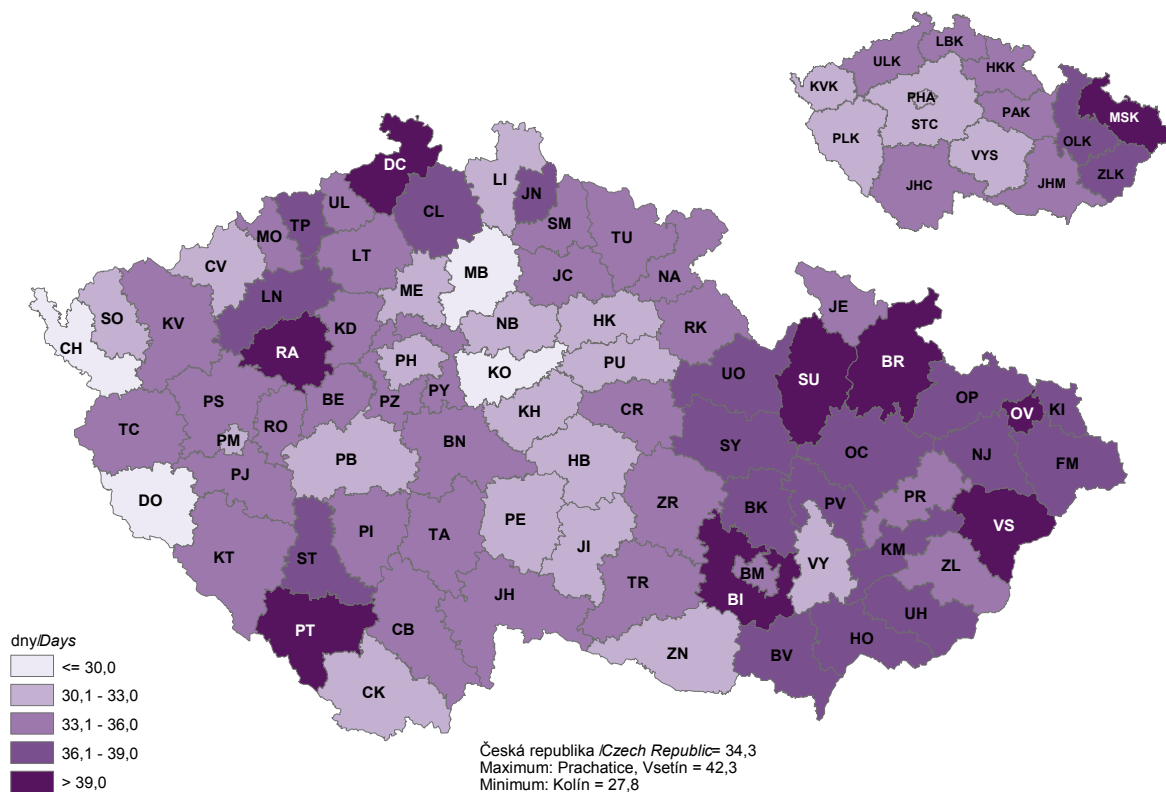 LBK
ULK
HKK
KVK
PHA
PAK
MSK
STC
PLK
OLK
VYS
ZLK
JHC
JHM
DC
LI
JN
UL
CL
TP
SM
MO
TU
LT
CV
MB
JC
NA
ME
LN
SO
KV
KD
NB
HK
RK
JE
CH
RA
PH
KO
PU
UO
SU
BR
OP
OV
KI
PS
BE
PZ
PY
KH
CR
TC
RO
PM
BN
SY
OC
NJ
FM
PB
HB
PJ
DO
ZR
BK
PV
PR
VS
KT
ST
PI
TA
PE
JI
KM
VY
ZL
BM
TR
BI
JH
UH
PT
CB
HO
ZN
BV
CK
dny/Days
<= 30,0
30,1 - 33,0
33,1 - 36,0
36,1 - 39,0
> 39,0
Česká republika /Czech Republic= 34,3
Maximum: Prachatice, Vsetín = 42,3
Minimum: Kolín = 27,8